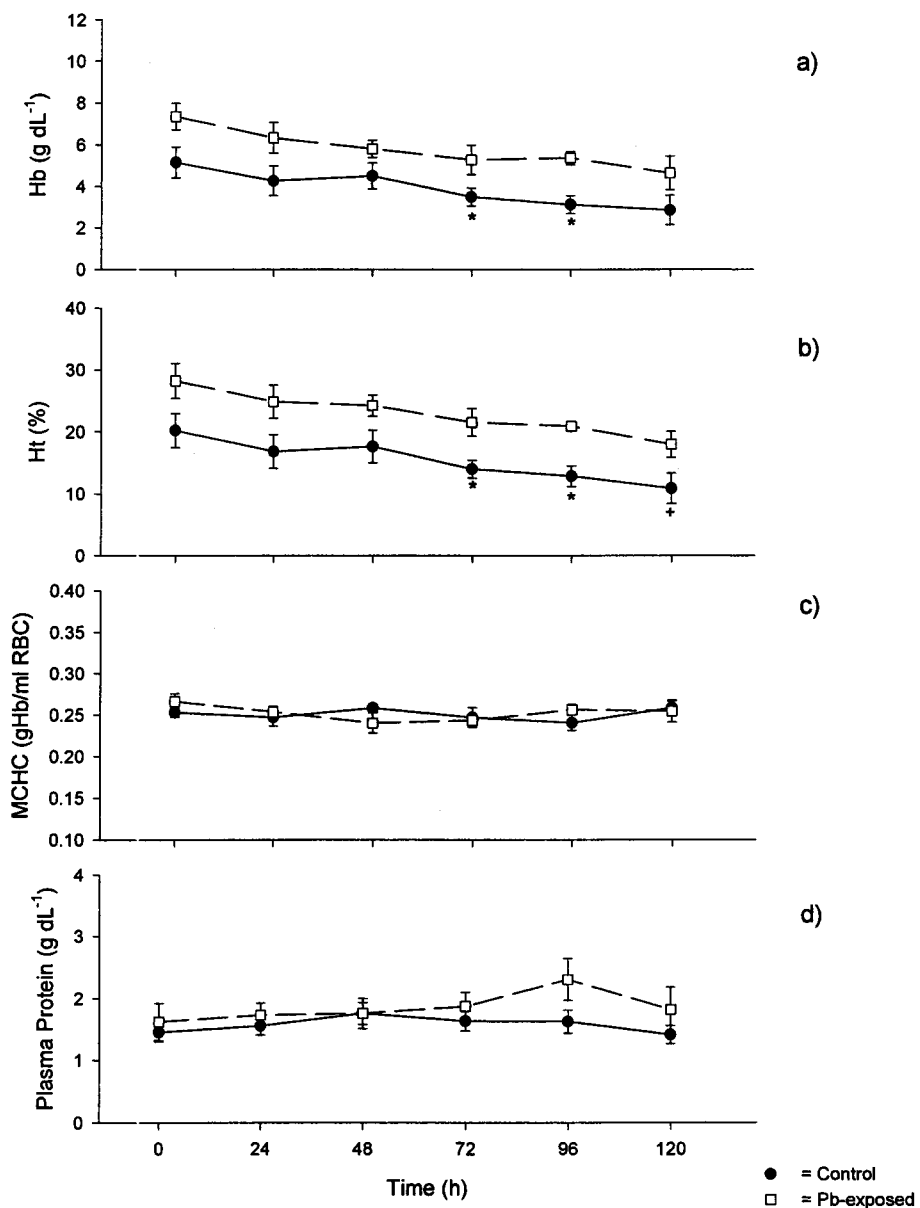 a)
Hb (g dL⁻¹)
12
10
8
6
4
2
0
*
*
b)
Ht (%)
40
30
20
10
0
*
*
+
c)
MCHC (gHb/ml RBC)
0.40
0.35
0.30
0.25
0.20
0.15
0.10
d)
Plasma Protein (g dL⁻¹)
4
3
2
1
0
0 24 48 72 96 120
Time (h)
= Control
= Pb-exposed